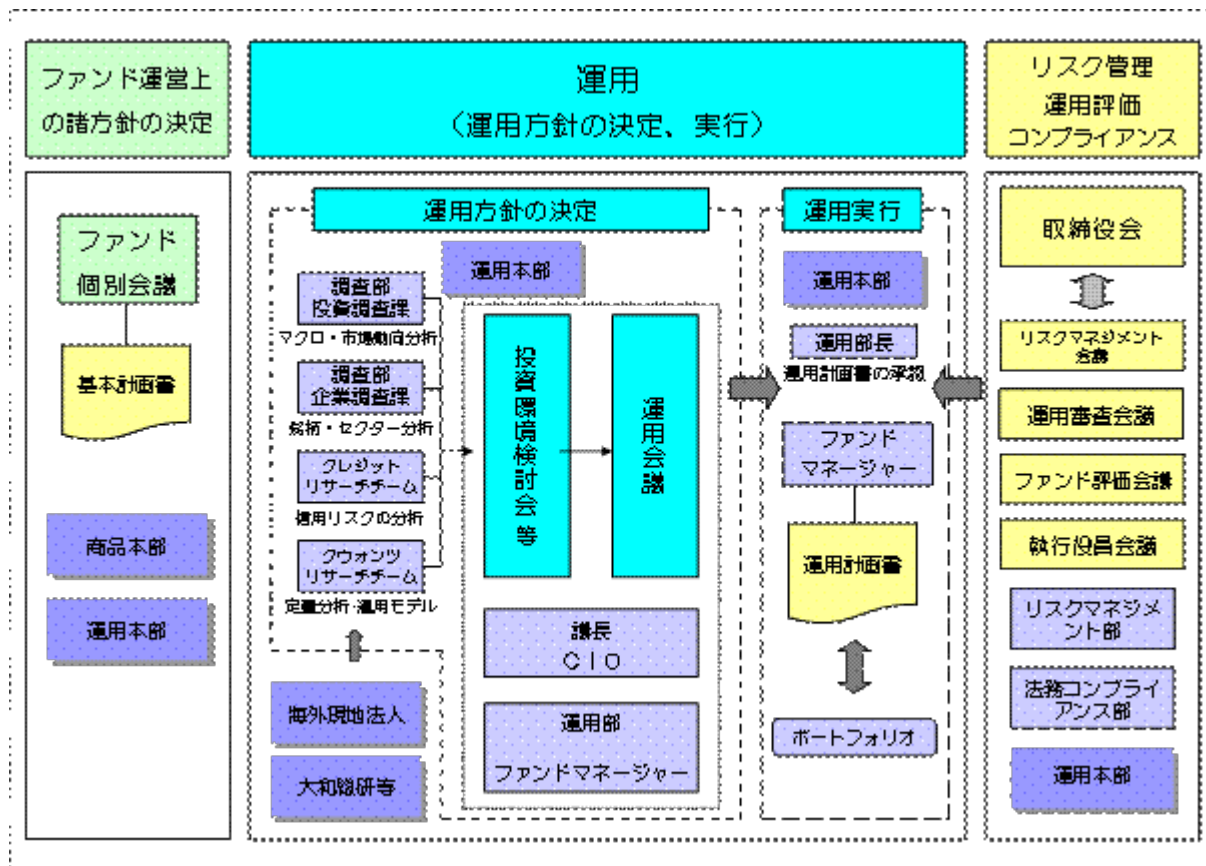 ファンド運営上
の諸方針の決定
運用
（運用方針の決定、実行）
リスク管理
運用評価
コンプライアンス
ファンド
個別会議
基本計画書
商品本部
運用本部
運用方針の決定
運用本部
調査部
投資調査課
マクロ・市場動向分析
調査部
企業調査課
銘柄・セクター分析
クレジット
リサーチチーム
信用リスクの分析
クウォンツ
リサーチチーム
定量分析・運用モデル
海外現地法人
大和総研等
投資環境検討会 等
運用会議
議長
ＣＩＯ
運用部
ファンドマネージャー
運用実行
運用本部
運用部長
運用計画書の承認
ファンド
マネージャー
運用計画書
ポートフォリオ
取締役会
リスクマネジメント
会議
運用審査会議
ファンド評価会議
執行役員会議
リスクマネジメ
ント部
法務コンプライ
アンス部
運用本部